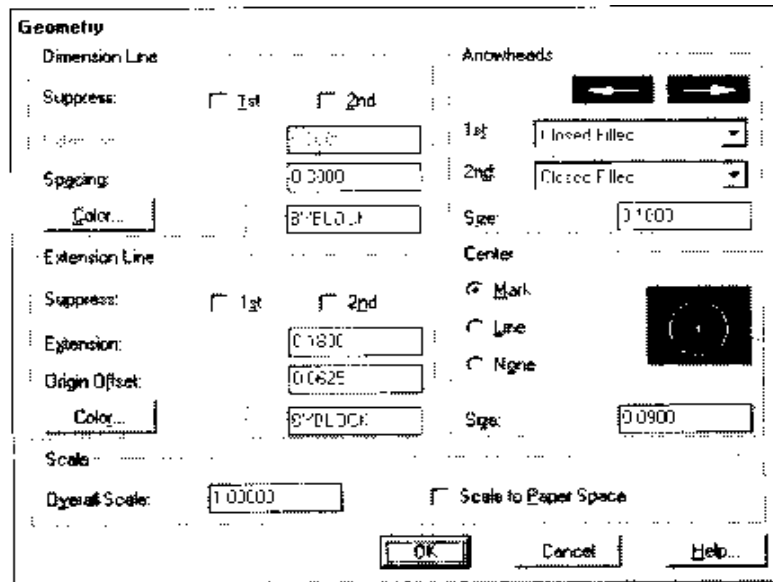 Geometry
Dimension Line
Suppress: 1st 2nd
Spacing:
Color... BYBLOCK
Extension Line
Suppress: 1st 2nd
Extension:
Origin Offset: 0.0625
Color... BYBLOCK
Scale
Overall Scale: 1.00000
Scale to Paper Space
Arrowheads
1st: Closed Filled
2nd: Closed Filled
Size:
Center
Mark
Line
None
Size: 0.0900
OK Cancel Help...